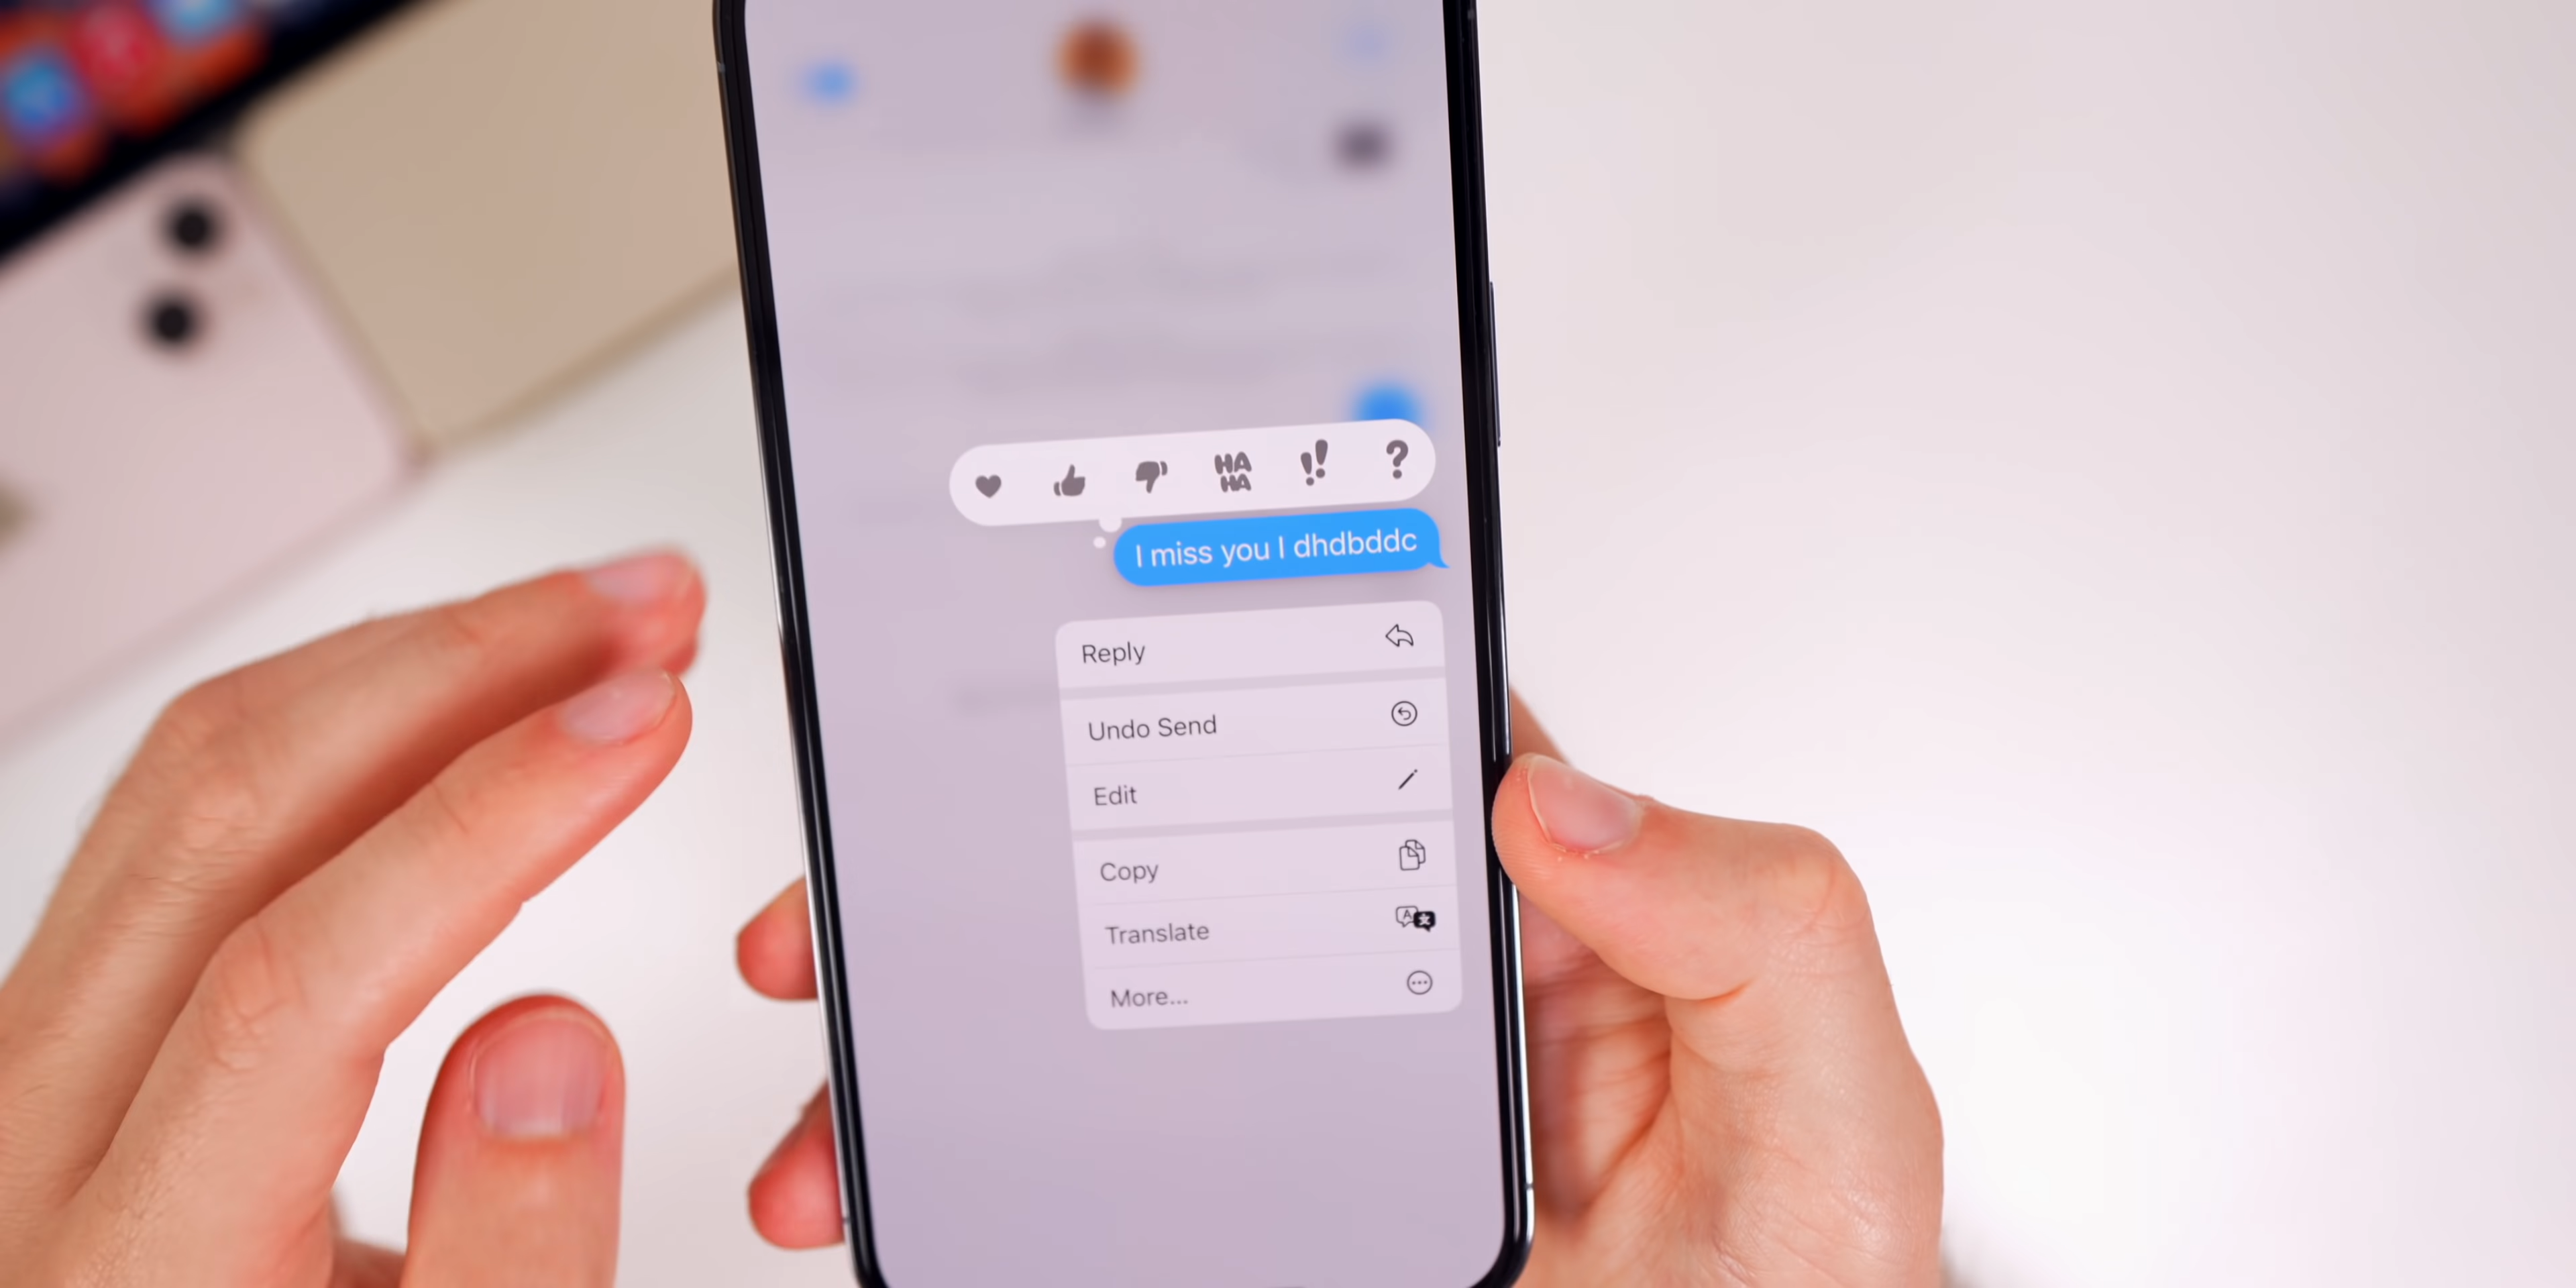 HA
HA
!!
?
I miss you I dhdbddc
Reply
Undo Send
Edit
Copy
Translate
More...